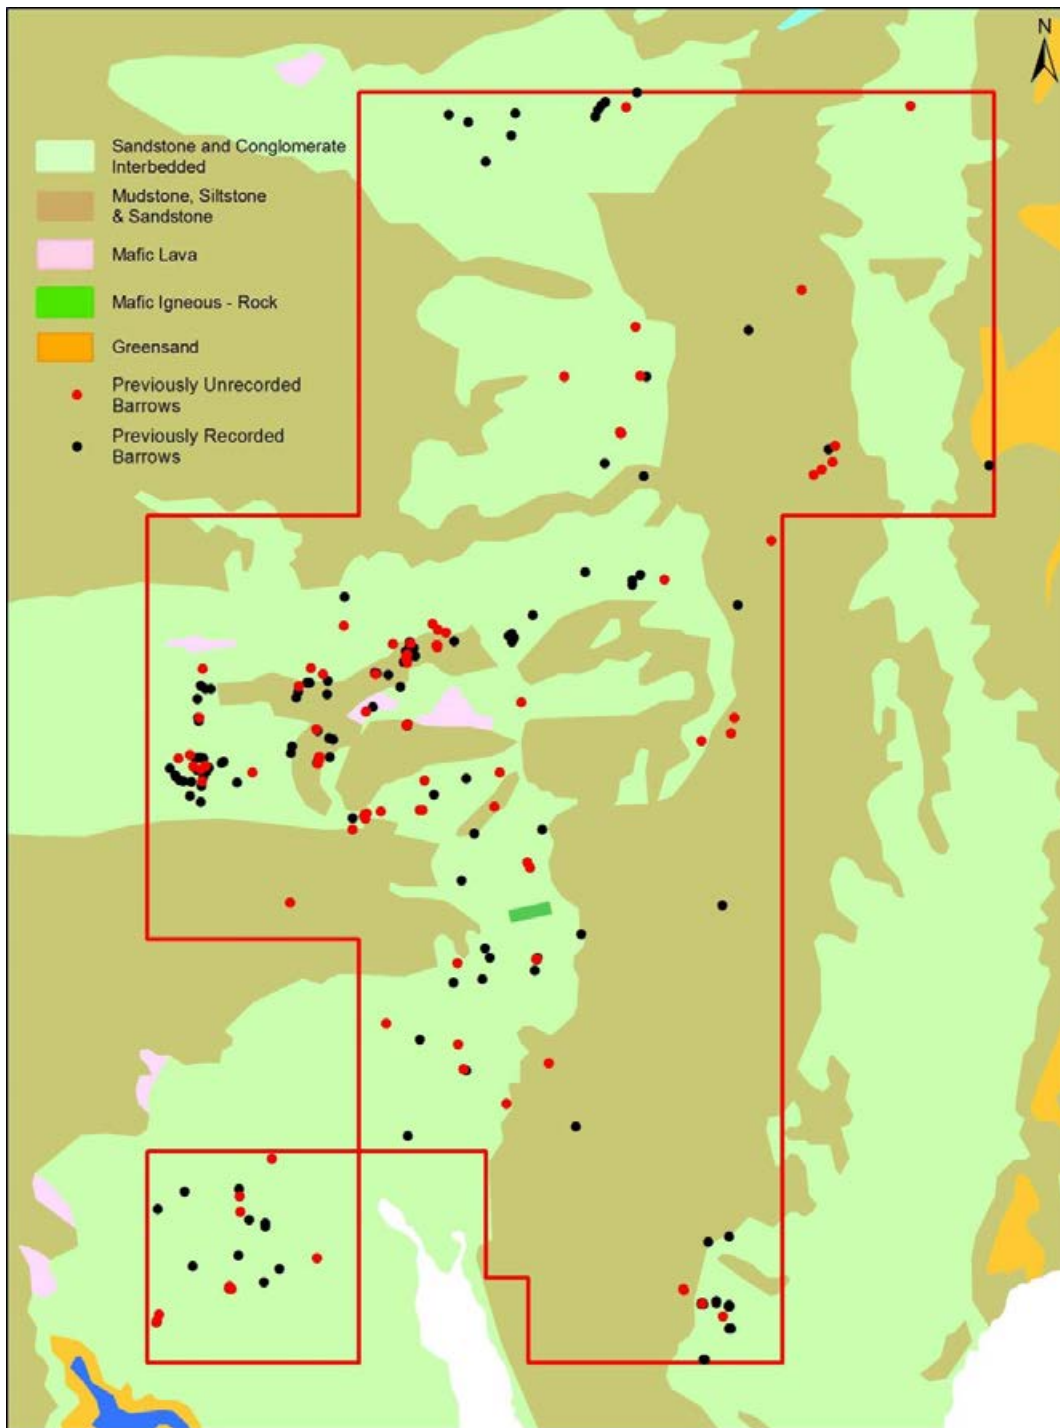 N
Sandstone and Conglomerate
Interbedded
Mudstone, Siltstone
& Sandstone
Mafic Lava
Mafic Igneous - Rock
Greensand
Previously Unrecorded
Barrows
Previously Recorded
Barrows